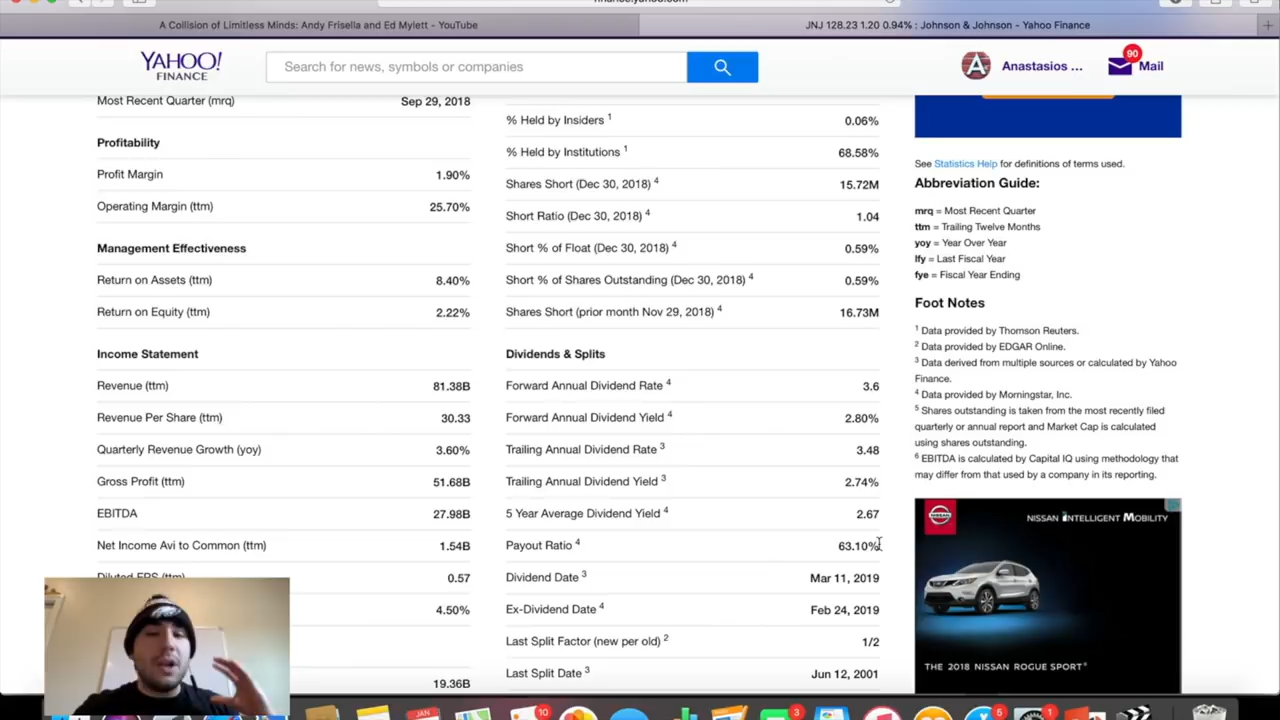 finance.yahoo.com
A Collision of Limitless Minds: Andy Frisella and Ed Mylett - YouTube
JNJ 128.23 1.20 0.94% : Johnson & Johnson - Yahoo Finance
YAHOO!
FINANCE
Search for news, symbol or companies
Anastasios ...
90
Mail
Most Recent Quarter (mrq) Sep 29, 2018
Profitability
Profit Margin 1.90%
Operating Margin (ttm) 25.70%
Management Effectiveness
Return on Assets (ttm) 8.40%
Return on Equity (ttm) 2.22%
Income Statement
Revenue (ttm) 81.38B
Revenue Per Share (ttm) 30.33
Quarterly Revenue Growth (yoy) 3.60%
Gross Profit (ttm) 51.68B
EBITDA 27.98B
Net Income Avi to Common (ttm) 1.54B
Diluted EPS (ttm) 0.57
4.50%
19.36B
% Held by Insiders 1 0.06%
% Held by Institutions 1 68.58%
Shares Short (Dec 30, 2018) 4 15.72M
Short Ratio (Dec 30, 2018) 4 1.04
Short % of Float (Dec 30, 2018) 4 0.59%
Short % of Shares Outstanding (Dec 30, 2018) 4 0.59%
Shares Short (prior month Nov 29, 2018) 4 16.73M
Dividends & Splits
Forward Annual Dividend Rate 4 3.6
Forward Annual Dividend Yield 4 2.80%
Trailing Annual Dividend Rate 3 3.48
Trailing Annual Dividend Yield 3 2.74%
5 Year Average Dividend Yield 4 2.67
Payout Ratio 4 63.10%
Dividend Date 3 Mar 11, 2019
Ex-Dividend Date 4 Feb 24, 2019
Last Split Factor (new per old) 2 1/2
Last Split Date 3 Jun 12, 2001
See Statistics Help for definitions of terms used.
Abbreviation Guide:
mrq = Most Recent Quarter
ttm = Trailing Twelve Months
yoy = Year Over Year
lfy = Last Fiscal Year
fye = Fiscal Year Ending
Foot Notes
1 Data provided by Thomson Reuters.
2 Data provided by EDGAR Online.
3 Data derived from multiple sources or calculated by Yahoo
Finance.
4 Data provided by Morningstar, Inc.
5 Shares outstanding is taken from the most recently filed
quarterly or annual report and Market Cap is calculated
using shares outstanding.
6 EBITDA is calculated by Capital IQ using methodology that
may differ from that used by a company in its reporting.
NISSAN
NISSAN INTELLIGENT MOBILITY
THE 2018 NISSAN ROGUE SPORT®
JAN
10
3
5
1